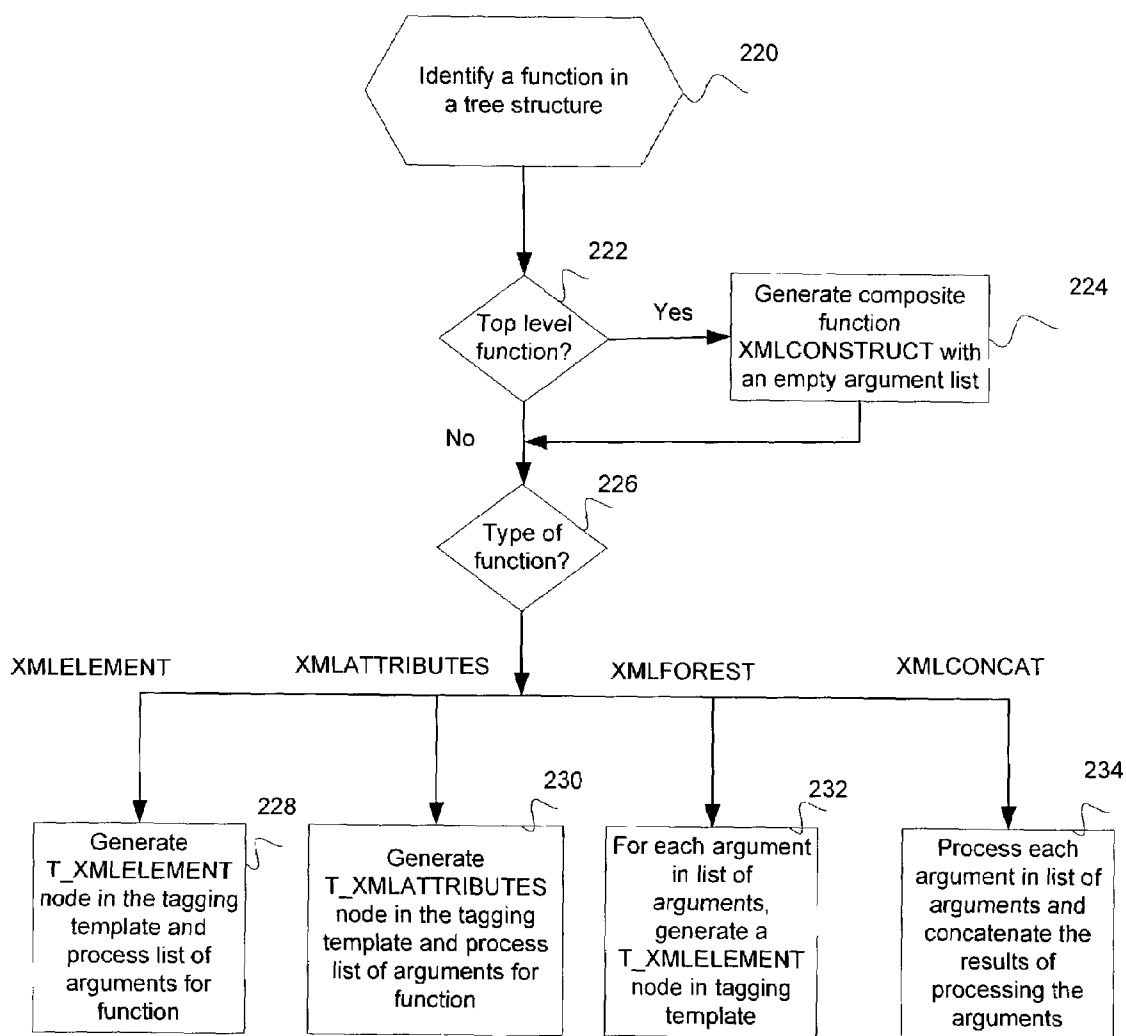 Identify a function in
a tree structure
220
222
Top level
function?
Yes
Generate composite
function
XMLCONSTRUCT with
an empty argument list
224
No
226
Type of
function?
XMLELEMENT
XMLATTRIBUTES
XMLFOREST
XMLCONCAT
228
Generate
T_XMLELEMENT
node in the tagging
template and
process list of
arguments for
function
230
Generate
T_XMLATTRIBUTES
node in the tagging
template and process
list of arguments for
function
232
For each argument
in list of
arguments,
generate a
T_XMLELEMENT
node in tagging
template
234
Process each
argument in list of
arguments and
concatenate the
results of
processing the
arguments